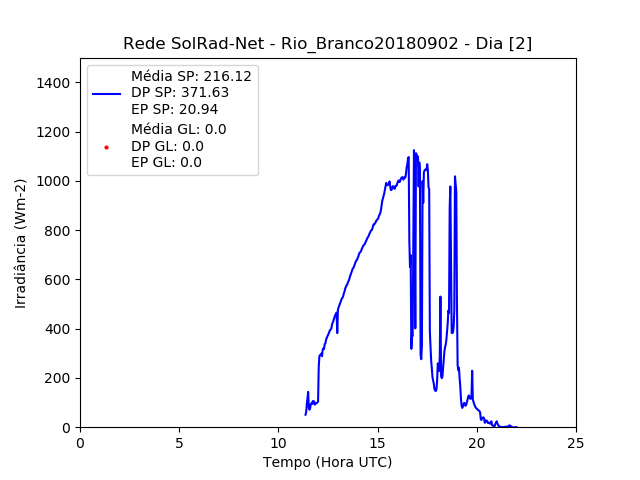 Rede SolRad-Net - Rio_Branco20180902 - Dia [2]
Média SP: 216.12
DP SP: 371.63
EP SP: 20.94
Média GL: 0.0
DP GL: 0.0
EP GL: 0.0
Irradiância (Wm-2)
1400
1200
1000
800
600
400
200
0
0 5 10 15 20 25
Tempo (Hora UTC)